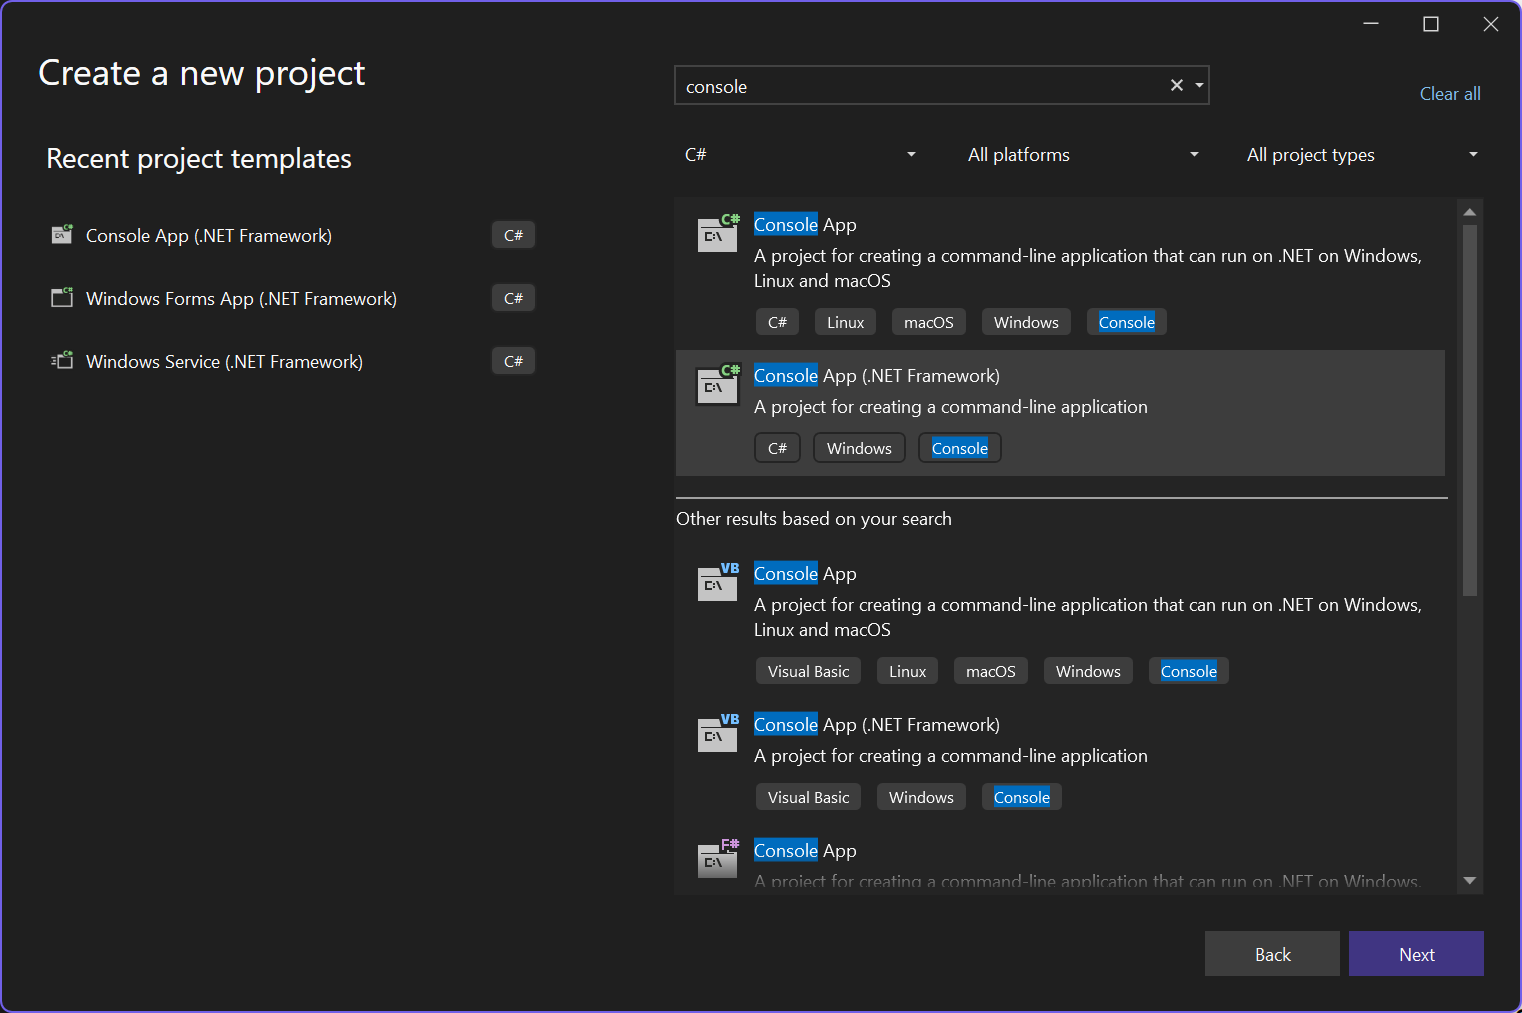 Create a new project
console
Clear all
Recent project templates
C#
All platforms
All project types
Console App (.NET Framework)
C#
Windows Forms App (.NET Framework)
C#
Windows Service (.NET Framework)
C#
C#
C:\
Console App
A project for creating a command-line application that can run on .NET on Windows,
Linux and macOS
C# Linux macOS Windows Console
C#
C:\
Console App (.NET Framework)
A project for creating a command-line application
C# Windows Console
Other results based on your search
VB
C:\
Console App
A project for creating a command-line application that can run on .NET on Windows,
Linux and macOS
Visual Basic Linux macOS Windows Console
VB
C:\
Console App (.NET Framework)
A project for creating a command-line application
Visual Basic Windows Console
F#
C:\
Console App
A project for creating a command-line application that can run on .NET on Windows,
Back
Next